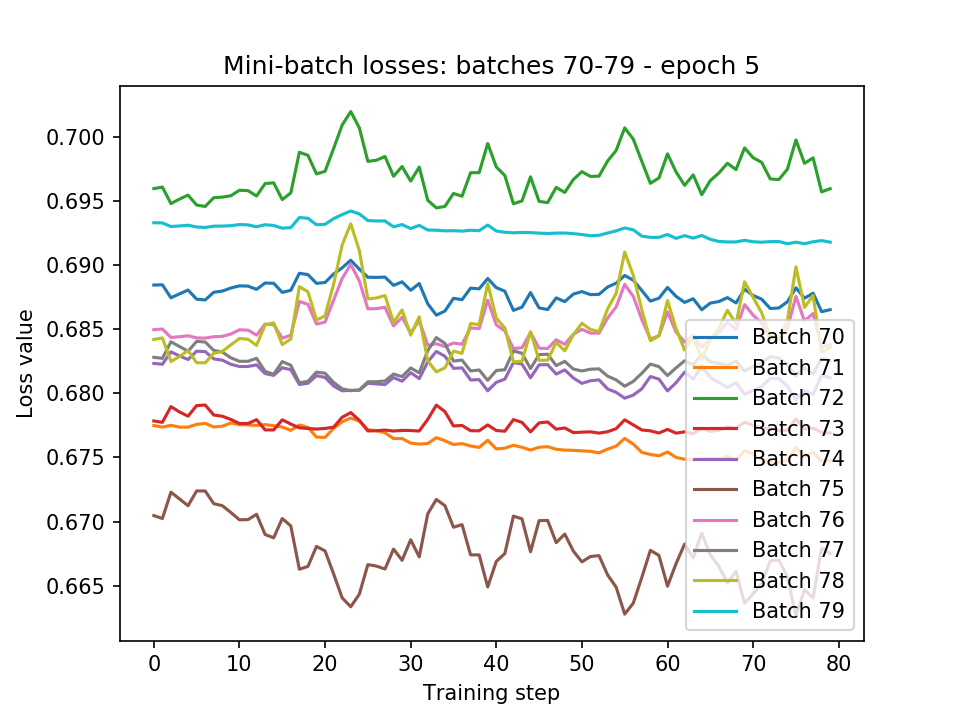 Mini-batch losses: batches 70-79 - epoch 5
Loss value
0.700
0.695
0.690
0.685
0.680
0.675
0.670
0.665
Batch 70
Batch 71
Batch 72
Batch 73
Batch 74
Batch 75
Batch 76
Batch 77
Batch 78
Batch 79
0 10 20 30 40 50 60 70 80
Training step